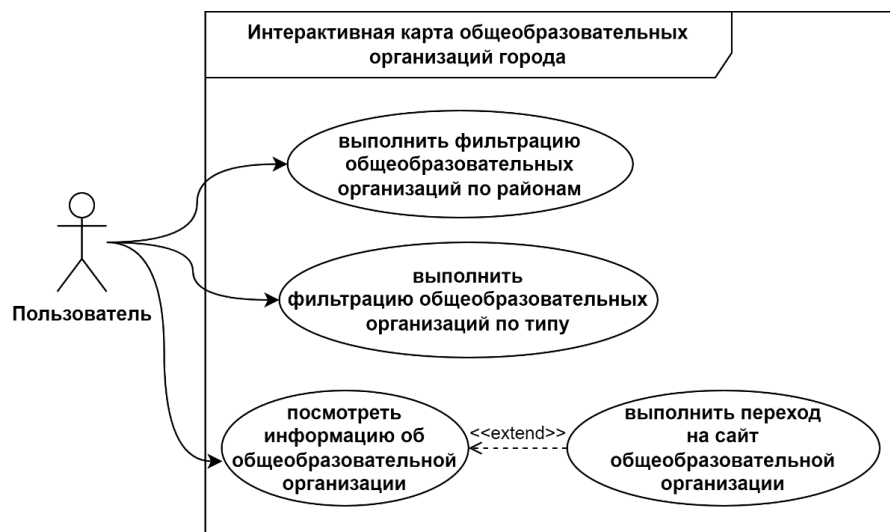 Интерактивная карта общеобразовательных
организаций города
выполнить фильтрацию
общеобразовательных
организаций по районам
выполнить
фильтрацию общеобразовательных
организаций по типу
Пользователь
посмотреть
информацию об
общеобразовательной
организации
<<extend>>
выполнить переход
на сайт
общеобразовательной
организации